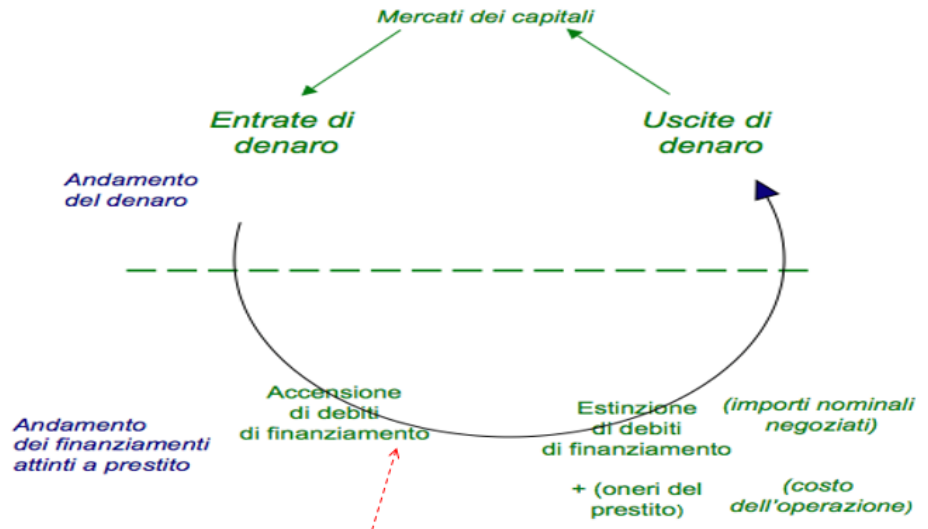 Mercati dei capitali
Entrate di
denaro
Uscite di
denaro
Andamento
del denaro
Accensione
di debiti
di finanziamento
Estinzione
di debiti
di finanziamento
(importi nominali
negoziati)
Andamento
dei finanziamenti
attinti a prestito
+ (oneri del
prestito)
(costo
dell'operazione)